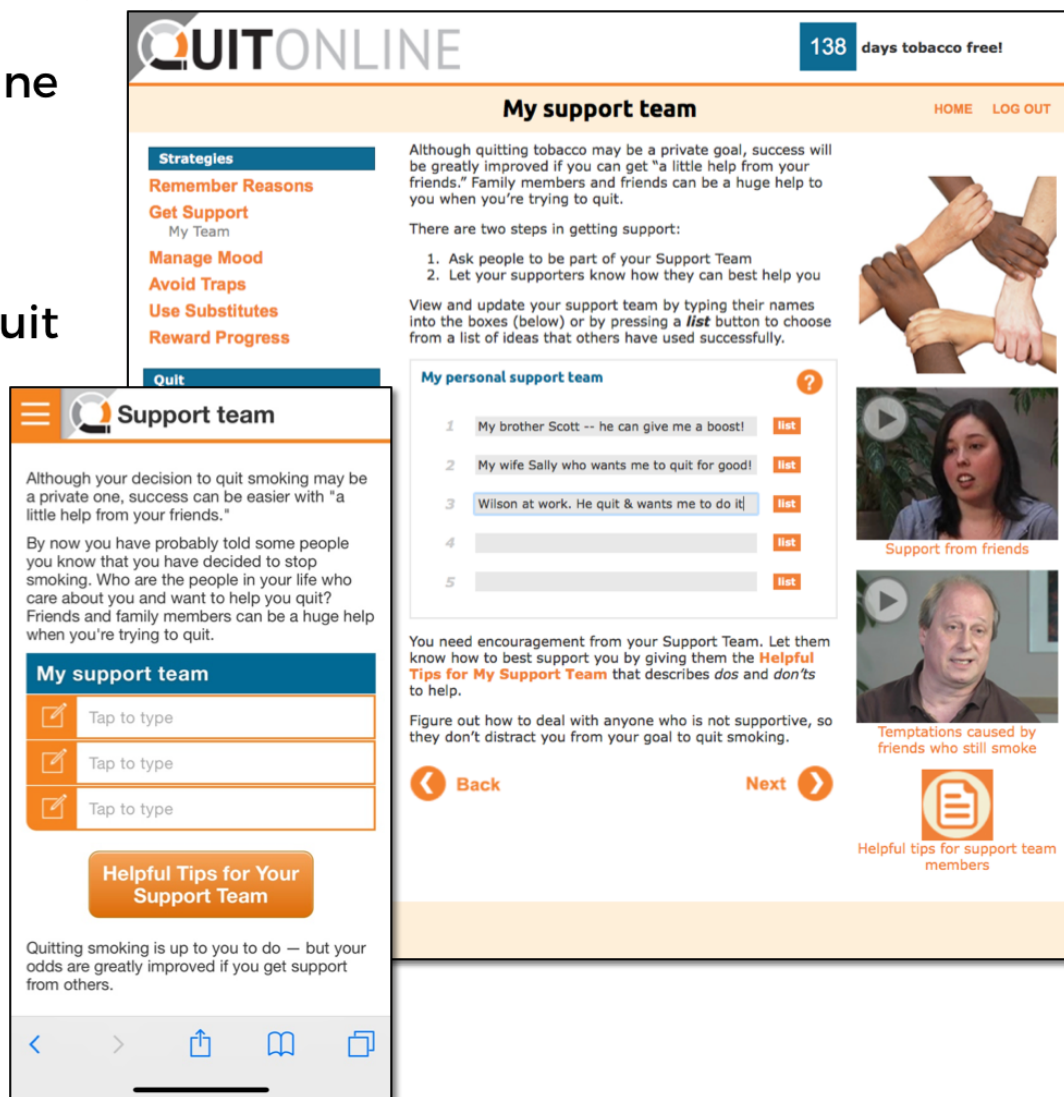 ne
uit
QUITONLINE
138 days tobacco free!
My support team
HOME LOG OUT
Strategies
Remember Reasons
Get Support
My Team
Manage Mood
Avoid Traps
Use Substitutes
Reward Progress
Quit
Although quitting tobacco may be a private goal, success will
be greatly improved if you can get “a little help from your
friends.” Family members and friends can be a huge help to
you when you’re trying to quit.
There are two steps in getting support:
1. Ask people to be part of your Support Team
2. Let your supporters know how they can best help you
View and update your support team by typing their names
into the boxes (below) or by pressing a list button to choose
from a list of ideas that others have used successfully.
My personal support team ?
1 My brother Scott -- he can give me a boost! list
2 My wife Sally who wants me to quit for good! list
3 Wilson at work. He quit & wants me to do it list
4 list
5 list
You need encouragement from your Support Team. Let them
know how to best support you by giving them the Helpful
Tips for My Support Team that describes dos and don’ts
to help.
Figure out how to deal with anyone who is not supportive, so
they don’t distract you from your goal to quit smoking.
Back Next
Support from friends
Temptations caused by
friends who still smoke
Helpful tips for support team
members
Support team
Although your decision to quit smoking may be
a private one, success can be easier with "a
little help from your friends."
By now you have probably told some people
you know that you have decided to stop
smoking. Who are the people in your life who
care about you and want to help you quit?
Friends and family members can be a huge help
when you're trying to quit.
My support team
Tap to type
Tap to type
Tap to type
Helpful Tips for Your
Support Team
Quitting smoking is up to you to do — but your
odds are greatly improved if you get support
from others.